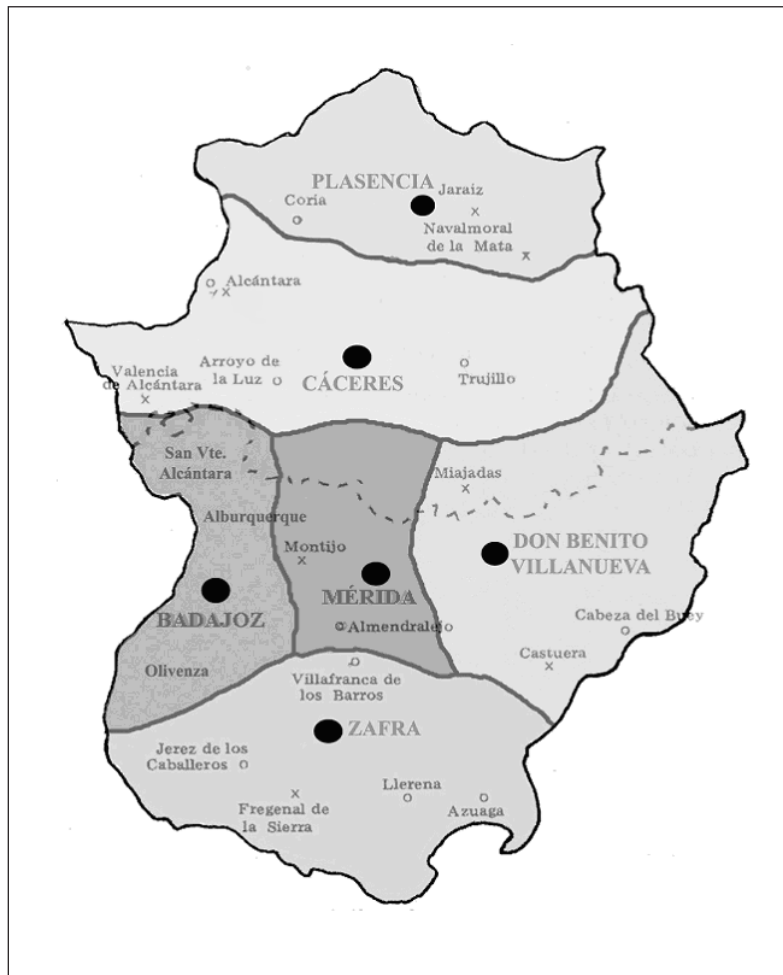 PLASENCIA
Jaraíz
Coria
Navalmoral
de la Mata
Alcántara
Valencia
de Alcántara
Arroyo de
la Luz
CÁCERES
Trujillo
San Vte.
Alcántara
Miajadas
Alburquerque
Montijo
DON BENITO
VILLANUEVA
BADAJOZ
MÉRIDA
Almendralejo
Cabeza del Buey
Castuera
Olivenza
Villafranca de
los Barros
ZAFRA
Jerez de los
Caballeros
Llerena
Fregenal de
la Sierra
Azuaga